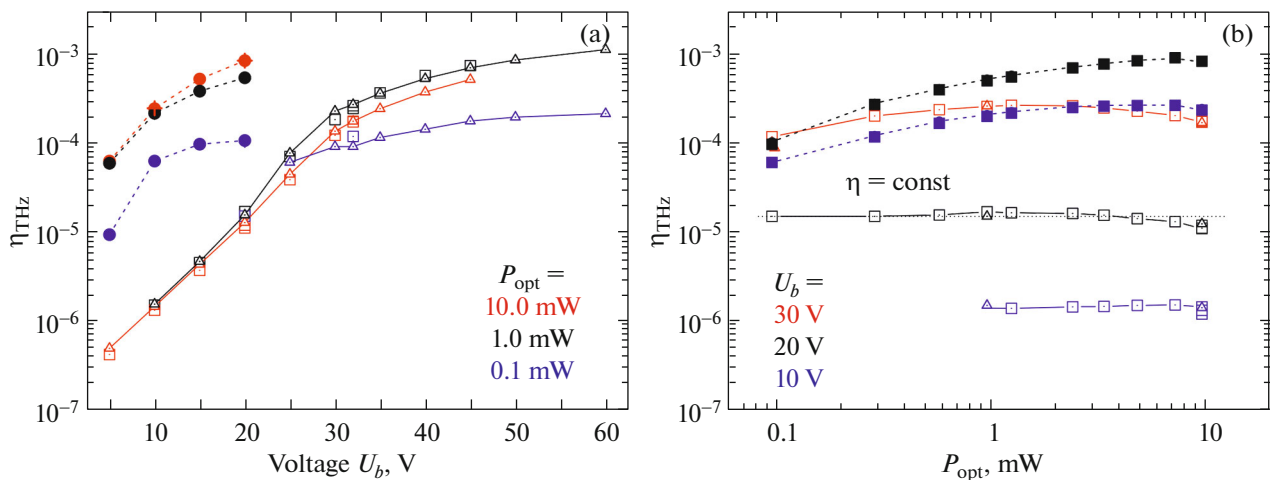 (a)
10⁻³
10⁻⁴
10⁻⁵
10⁻⁶
10⁻⁷
η_THz
P_opt =
10.0 mW
1.0 mW
0.1 mW
10 20 30 40 50 60
Voltage U_b, V
(b)
10⁻³
10⁻⁴
10⁻⁵
10⁻⁶
10⁻⁷
η_THz
η = const
U_b =
30 V
20 V
10 V
0.1 1 10
P_opt, mW